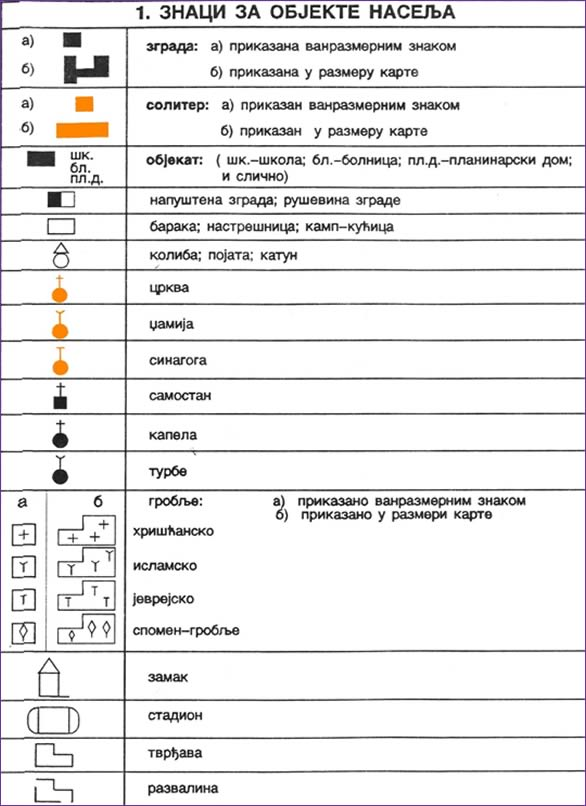 1. ЗНАЦИ ЗА ОБЈЕКТЕ НАСЕЉА
а) зграда: а) приказана ванразмерним знаком
б) б) приказана у размеру карте
а) солитер: а) приказан ванразмерним знаком
б) б) приказан у размеру карте
шк. објекат: ( шк.–школа; бл.–болница; пл.д.–планинарски дом;
бл. и слично)
пл.д.
напуштена зграда; рушевина зграде
барака; настрешница; камп–кућица
колиба; појата; катун
црква
џамија
синагога
самостан
капела
турбе
а б гробље: а) приказано ванразмерним знаком
б) приказано у размери карте
хришћанско
исламско
јеврејско
спомен–гробље
замак
стадион
тврђава
развалина